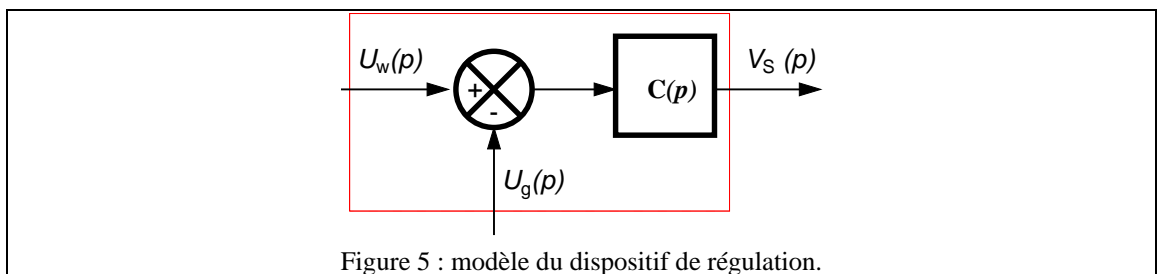 U_w(p)
V_S (p)
+
C(p)
-
U_g(p)
Figure 5 : modèle du dispositif de régulation.